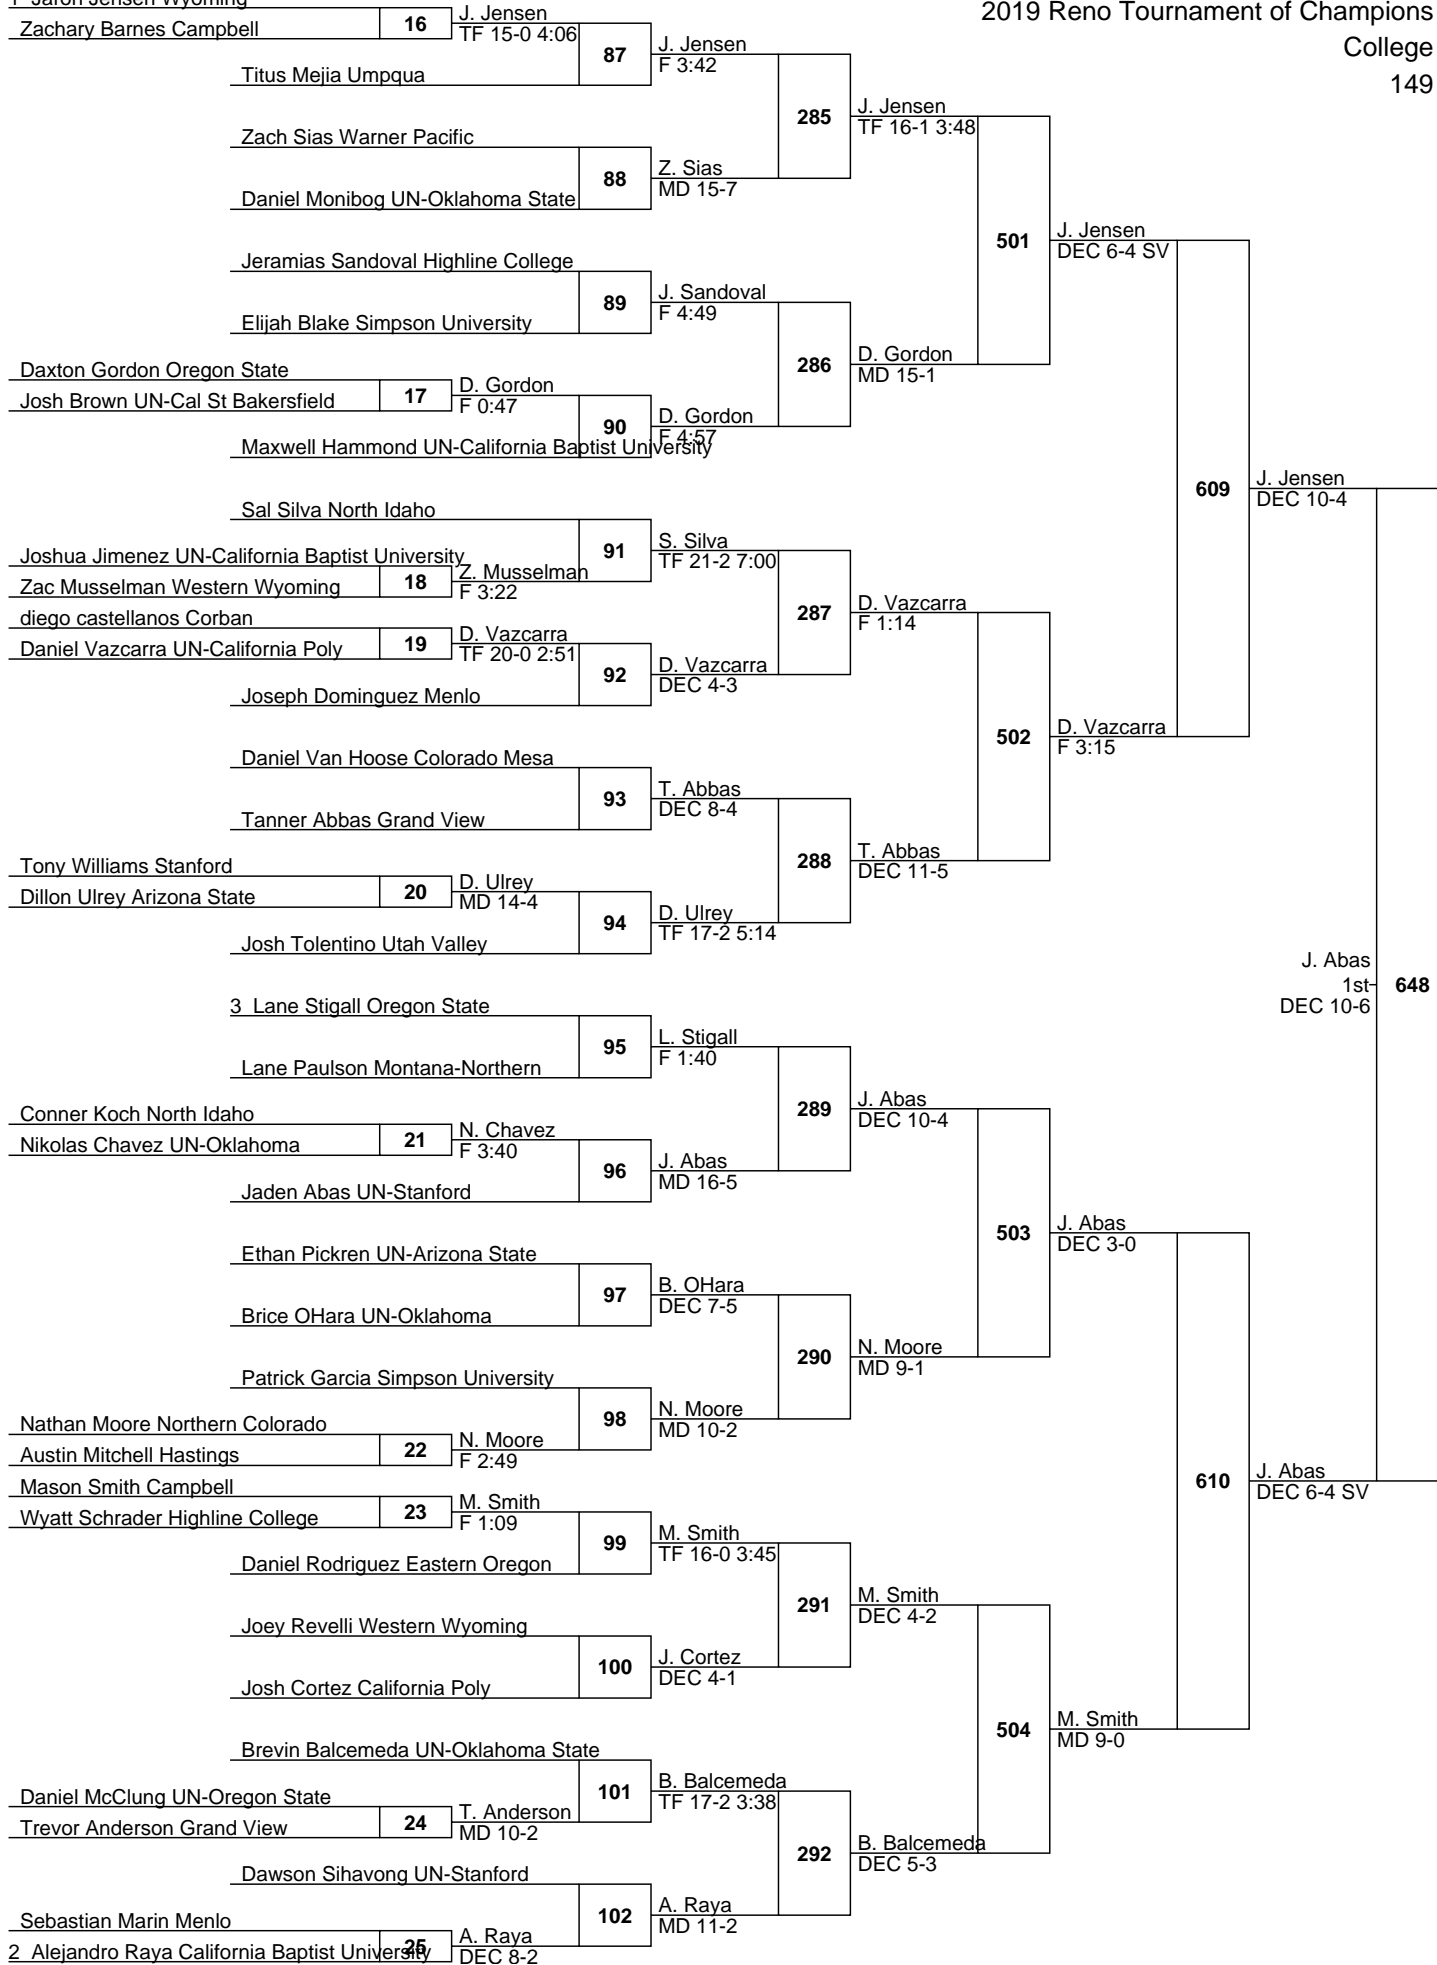 2019 Reno Tournament of Champions
College
149
1 Jaron Jensen Wyoming
Zachary Barnes Campbell
16
J. Jensen
TF 15-0 4:06
Titus Mejia Umpqua
87
J. Jensen
F 3:42
Zach Sias Warner Pacific
Daniel Monibog UN-Oklahoma State
88
Z. Sias
MD 15-7
285
J. Jensen
TF 16-1 3:48
Jeramias Sandoval Highline College
Elijah Blake Simpson University
89
J. Sandoval
F 4:49
Daxton Gordon Oregon State
Josh Brown UN-Cal St Bakersfield
17
D. Gordon
F 0:47
Maxwell Hammond UN-California Baptist University
90
D. Gordon
F 4:57
286
D. Gordon
MD 15-1
501
J. Jensen
DEC 6-4 SV
Sal Silva North Idaho
Joshua Jimenez UN-California Baptist University
Zac Musselman Western Wyoming
18
Z. Musselman
F 3:22
91
S. Silva
TF 21-2 7:00
diego castellanos Corban
Daniel Vazcarra UN-California Poly
19
D. Vazcarra
TF 20-0 2:51
Joseph Dominguez Menlo
92
D. Vazcarra
DEC 4-3
287
D. Vazcarra
F 1:14
Daniel Van Hoose Colorado Mesa
Tanner Abbas Grand View
93
T. Abbas
DEC 8-4
Tony Williams Stanford
Dillon Ulrey Arizona State
20
D. Ulrey
MD 14-4
Josh Tolentino Utah Valley
94
D. Ulrey
TF 17-2 5:14
288
T. Abbas
DEC 11-5
502
D. Vazcarra
F 3:15
609
J. Jensen
DEC 10-4
3 Lane Stigall Oregon State
Lane Paulson Montana-Northern
95
L. Stigall
F 1:40
Conner Koch North Idaho
Nikolas Chavez UN-Oklahoma
21
N. Chavez
F 3:40
Jaden Abas UN-Stanford
96
J. Abas
MD 16-5
289
J. Abas
DEC 10-4
Ethan Pickren UN-Arizona State
Brice OHara UN-Oklahoma
97
B. OHara
DEC 7-5
Patrick Garcia Simpson University
Nathan Moore Northern Colorado
Austin Mitchell Hastings
22
N. Moore
F 2:49
98
N. Moore
MD 10-2
290
N. Moore
MD 9-1
503
J. Abas
DEC 3-0
Mason Smith Campbell
Wyatt Schrader Highline College
23
M. Smith
F 1:09
Daniel Rodriguez Eastern Oregon
99
M. Smith
TF 16-0 3:45
Joey Revelli Western Wyoming
Josh Cortez California Poly
100
J. Cortez
DEC 4-1
291
M. Smith
DEC 4-2
Brevin Balcemeda UN-Oklahoma State
Daniel McClung UN-Oregon State
Trevor Anderson Grand View
24
T. Anderson
MD 10-2
101
B. Balcemeda
TF 17-2 3:38
Dawson Sihavong UN-Stanford
Sebastian Marin Menlo
2 Alejandro Raya California Baptist University
25
A. Raya
DEC 8-2
102
A. Raya
MD 11-2
292
B. Balcemeda
DEC 5-3
504
M. Smith
MD 9-0
610
J. Abas
DEC 6-4 SV
648
J. Abas
1st
DEC 10-6